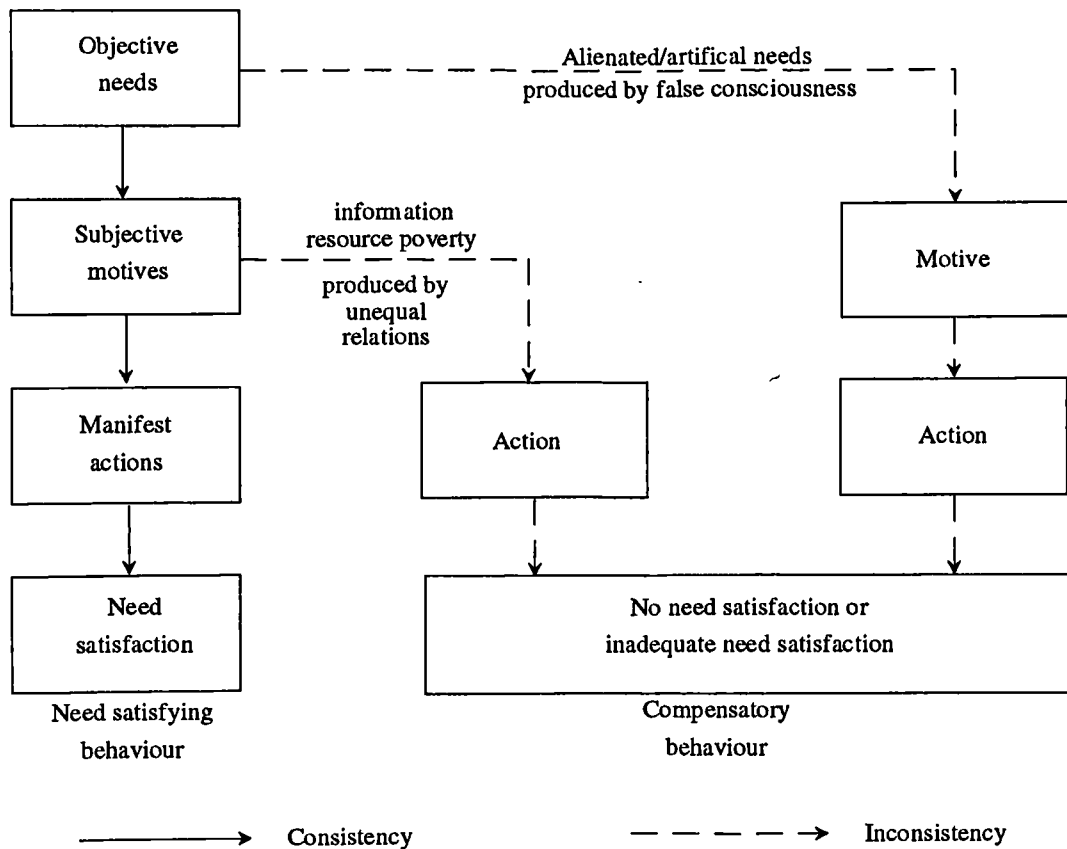 Objective
needs
Alienated/artifical needs
produced by false consciousness
Subjective
motives
information
resource poverty
produced by
unequal
relations
Motive
Manifest
actions
Action
Action
Need
satisfaction
No need satisfaction or
inadequate need satisfaction
Need satisfying
behaviour
Compensatory
behaviour
Consistency
Inconsistency